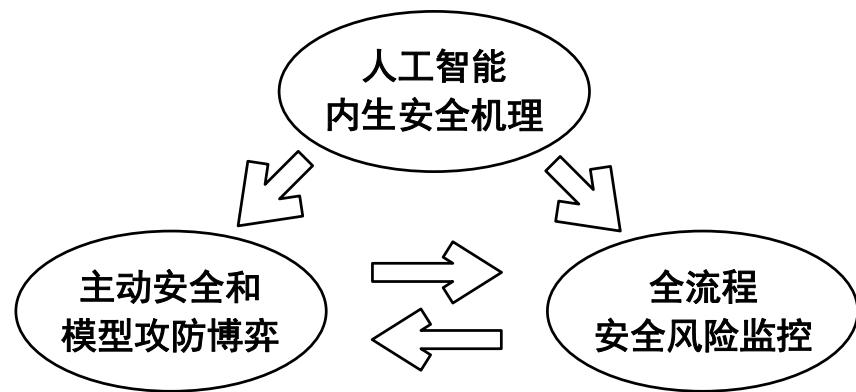 人工智能
内生安全机理
主动安全和
模型攻防博弈
全流程
安全风险监控